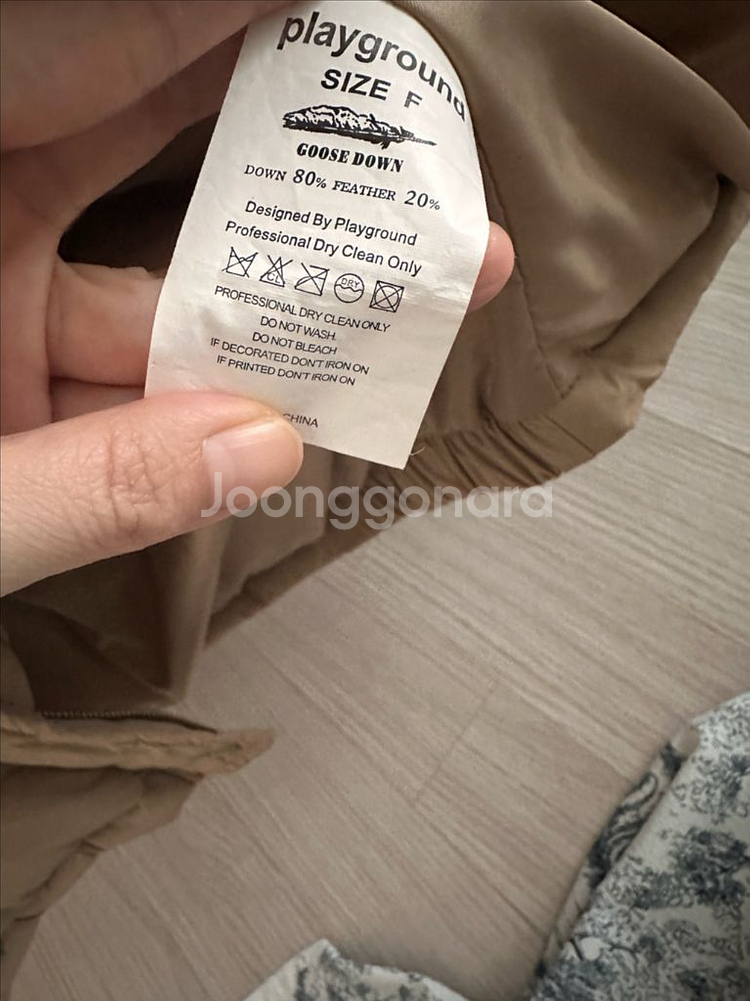 playground
SIZE F
GOOSE DOWN
DOWN 80% FEATHER 20%
Designed By Playground
Professional Dry Clean Only
CL
DRY
PROFESSIONAL DRY CLEAN ONLY
DO NOT WASH.
DO NOT BLEACH
IF DECORATED DON'T IRON ON
IF PRINTED DON'T IRON ON
CHINA
Joonggonara